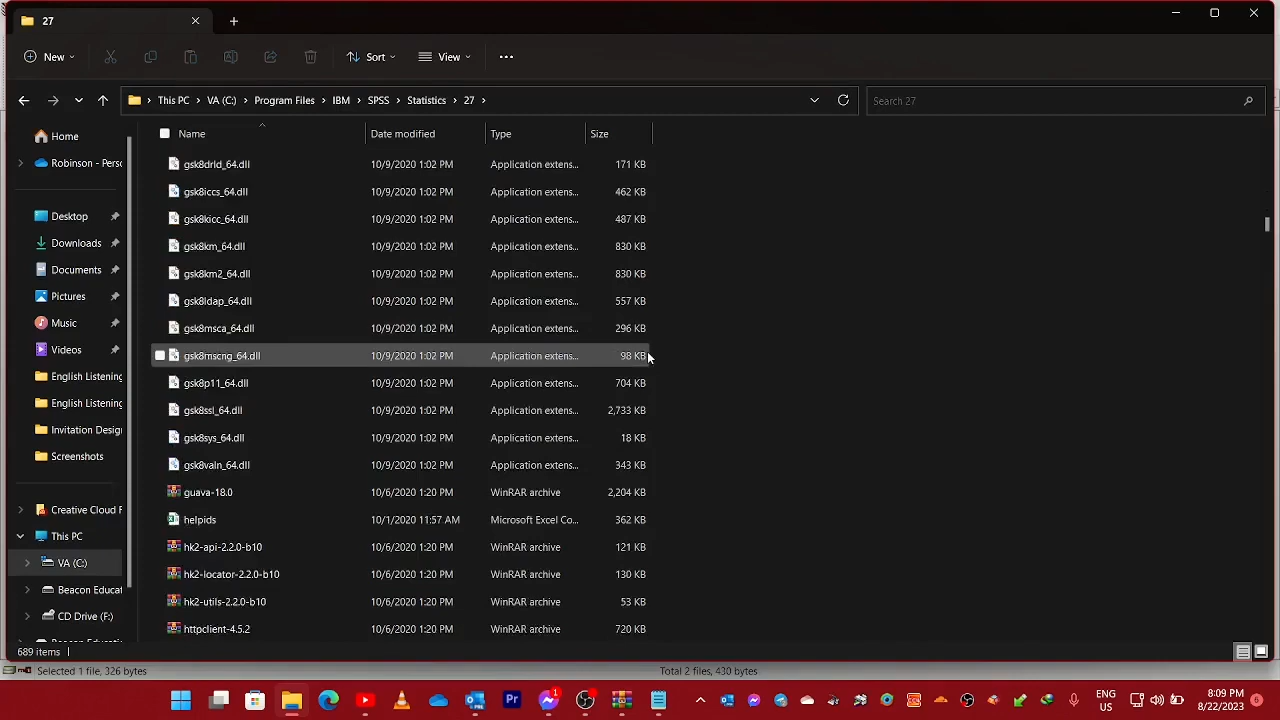 27
New
Sort
View
This PC
VA (C:)
Program Files
IBM
SPSS
Statistics
27
Search 27
Home
Robinson - Perso
Desktop
Downloads
Documents
Pictures
Music
Videos
English Listening
English Listening
Invitation Desig
Screenshots
Creative Cloud F
This PC
VA (C:)
Beacon Educat
CD Drive (F:)
Name Date modified Type Size
gsk8drld_64.dll 10/9/2020 1:02 PM Application extens... 171 KB
gsk8iccs_64.dll 10/9/2020 1:02 PM Application extens... 462 KB
gsk8kicc_64.dll 10/9/2020 1:02 PM Application extens... 487 KB
gsk8km_64.dll 10/9/2020 1:02 PM Application extens... 830 KB
gsk8km2_64.dll 10/9/2020 1:02 PM Application extens... 830 KB
gsk8ldap_64.dll 10/9/2020 1:02 PM Application extens... 557 KB
gsk8msca_64.dll 10/9/2020 1:02 PM Application extens... 296 KB
gsk8mscng_64.dll 10/9/2020 1:02 PM Application extens... 98 KB
gsk8p11_64.dll 10/9/2020 1:02 PM Application extens... 704 KB
gsk8ssl_64.dll 10/9/2020 1:02 PM Application extens... 2,733 KB
gsk8sys_64.dll 10/9/2020 1:02 PM Application extens... 18 KB
gsk8valn_64.dll 10/9/2020 1:02 PM Application extens... 343 KB
guava-18.0 10/6/2020 1:20 PM WinRAR archive 2,204 KB
helpids 10/1/2020 11:57 AM Microsoft Excel Co... 362 KB
hk2-api-2.2.0-b10 10/6/2020 1:20 PM WinRAR archive 121 KB
hk2-locator-2.2.0-b10 10/6/2020 1:20 PM WinRAR archive 130 KB
hk2-utils-2.2.0-b10 10/6/2020 1:20 PM WinRAR archive 53 KB
httpclient-4.5.2 10/6/2020 1:20 PM WinRAR archive 720 KB
689 items
Selected 1 file, 326 bytes
Total 2 files, 430 bytes
Pr
1
ENG
US
8:09 PM
8/22/2023
6